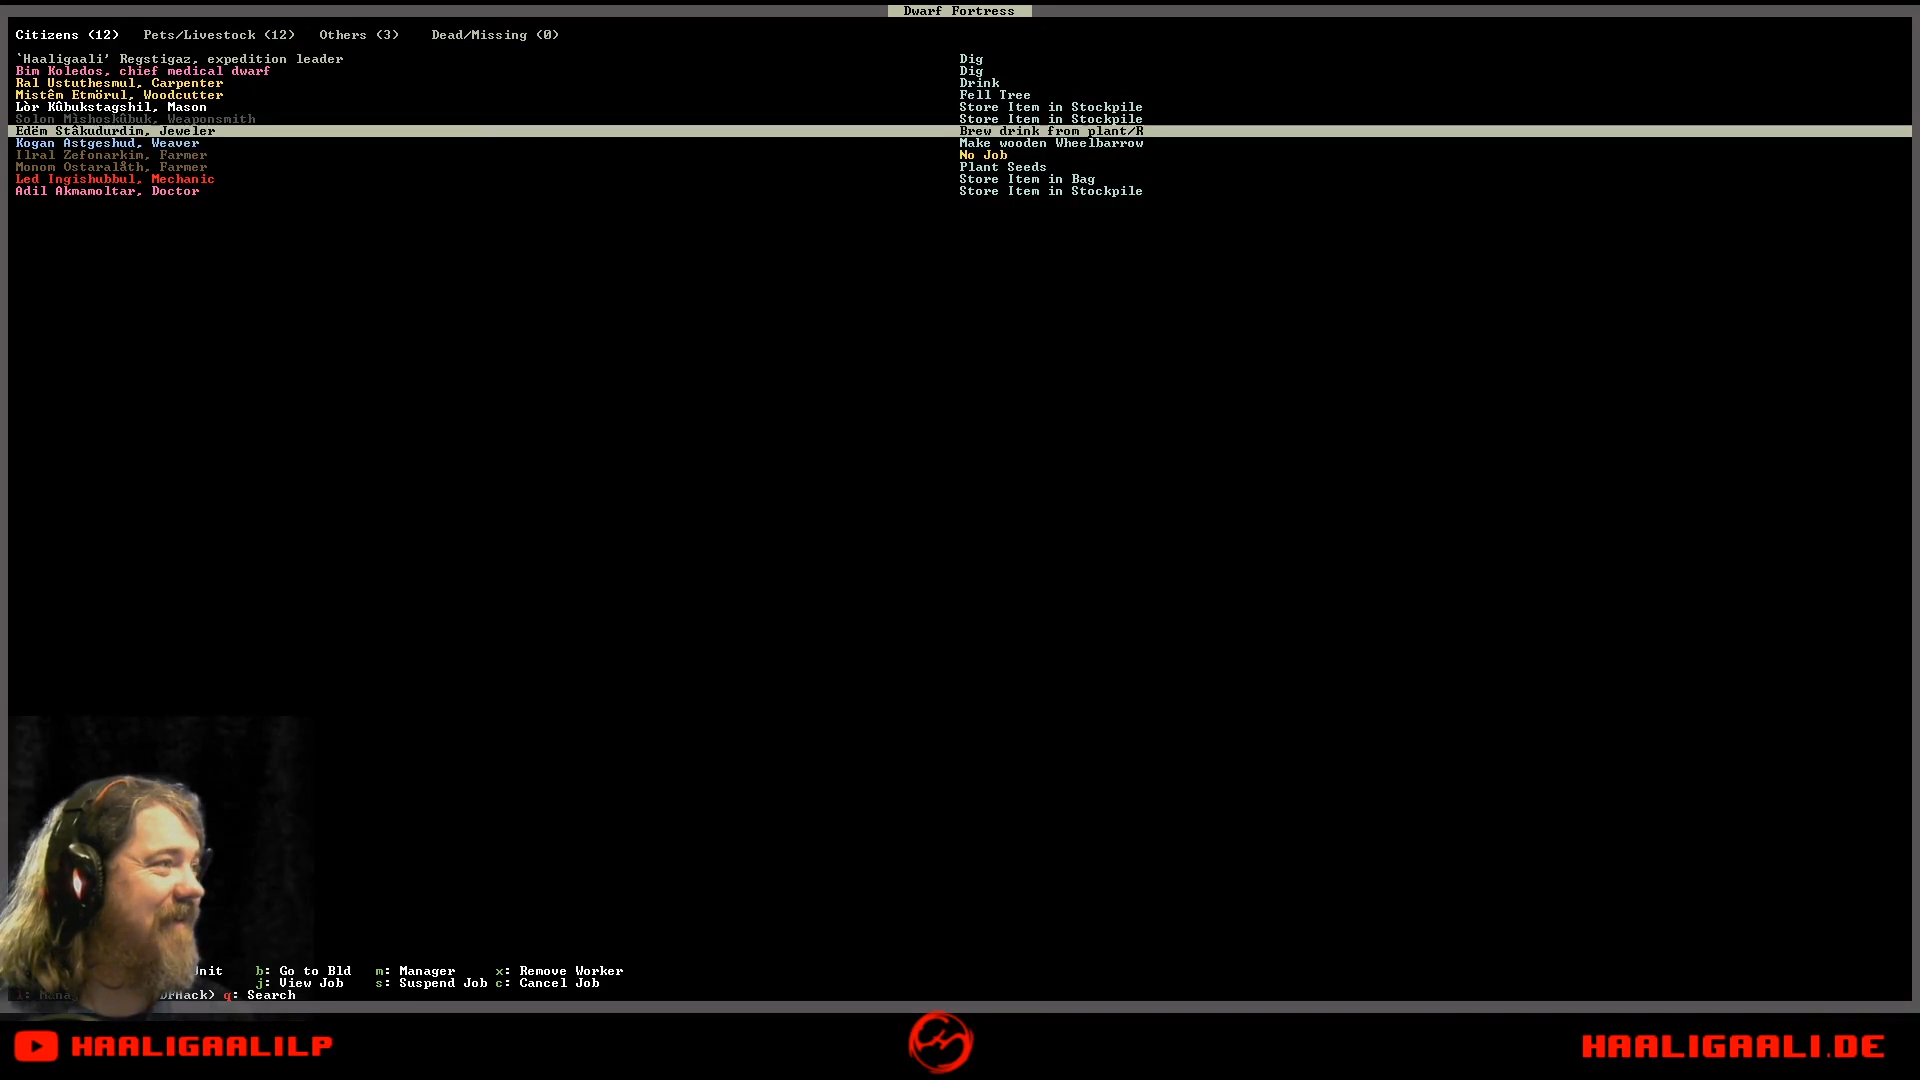 Dwarf Fortress
Citizens (12) Pets/Livestock (12) Others (3) Dead/Missing (0)
`Haaligaali' Regstigaz, expedition leader Dig
Bim Koledos, chief medical dwarf Dig
Ral Ustuthesmul, Carpenter Drink
Mistêm Etmörul, Woodcutter Fell Tree
Lòr Kûbukstagshil, Mason Store Item in Stockpile
Solon Mìshoskûbuk, Weaponsmith Store Item in Stockpile
Edëm Stâkudurdim, Jeweler Brew drink from plant/R
Kogan Astgeshud, Weaver Make wooden Wheelbarrow
Ilral Zefonarkim, Farmer No Job
Monom Ostaralåth, Farmer Plant Seeds
Led Ingishubbul, Mechanic Store Item in Bag
Adil Akmamoltar, Doctor Store Item in Stockpile
b: Go to Bld m: Manager x: Remove Worker
j: View Job s: Suspend Job c: Cancel Job
q: Search
HAALIGAALILP
HAALIGAALI.DE